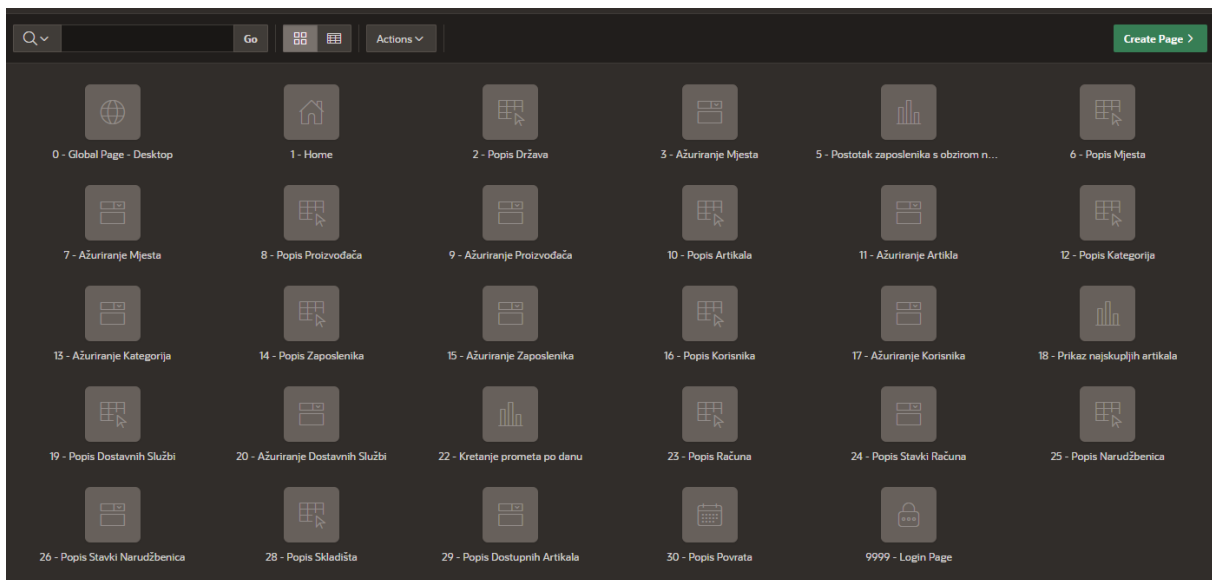 Go
Actions
Create Page
0 - Global Page - Desktop
1 - Home
2 - Popis Država
3 - Ažuriranje Mjesta
5 - Postotak zaposlenika s obzirom n...
6 - Popis Mjesta
7 - Ažuriranje Mjesta
8 - Popis Proizvođača
9 - Ažuriranje Proizvođača
10 - Popis Artikala
11 - Ažuriranje Artikla
12 - Popis Kategorija
13 - Ažuriranje Kategorija
14 - Popis Zaposlenika
15 - Ažuriranje Zaposlenika
16 - Popis Korisnika
17 - Ažuriranje Korisnika
18 - Prikaz najskupljih artikala
19 - Popis Dostavnih Službi
20 - Ažuriranje Dostavnih Službi
22 - Kretanje prometa po danu
23 - Popis Računa
24 - Popis Stavki Računa
25 - Popis Narudžbenica
26 - Popis Stavki Narudžbenica
28 - Popis Skladišta
29 - Popis Dostupnih Artikala
30 - Popis Povrata
9999 - Login Page